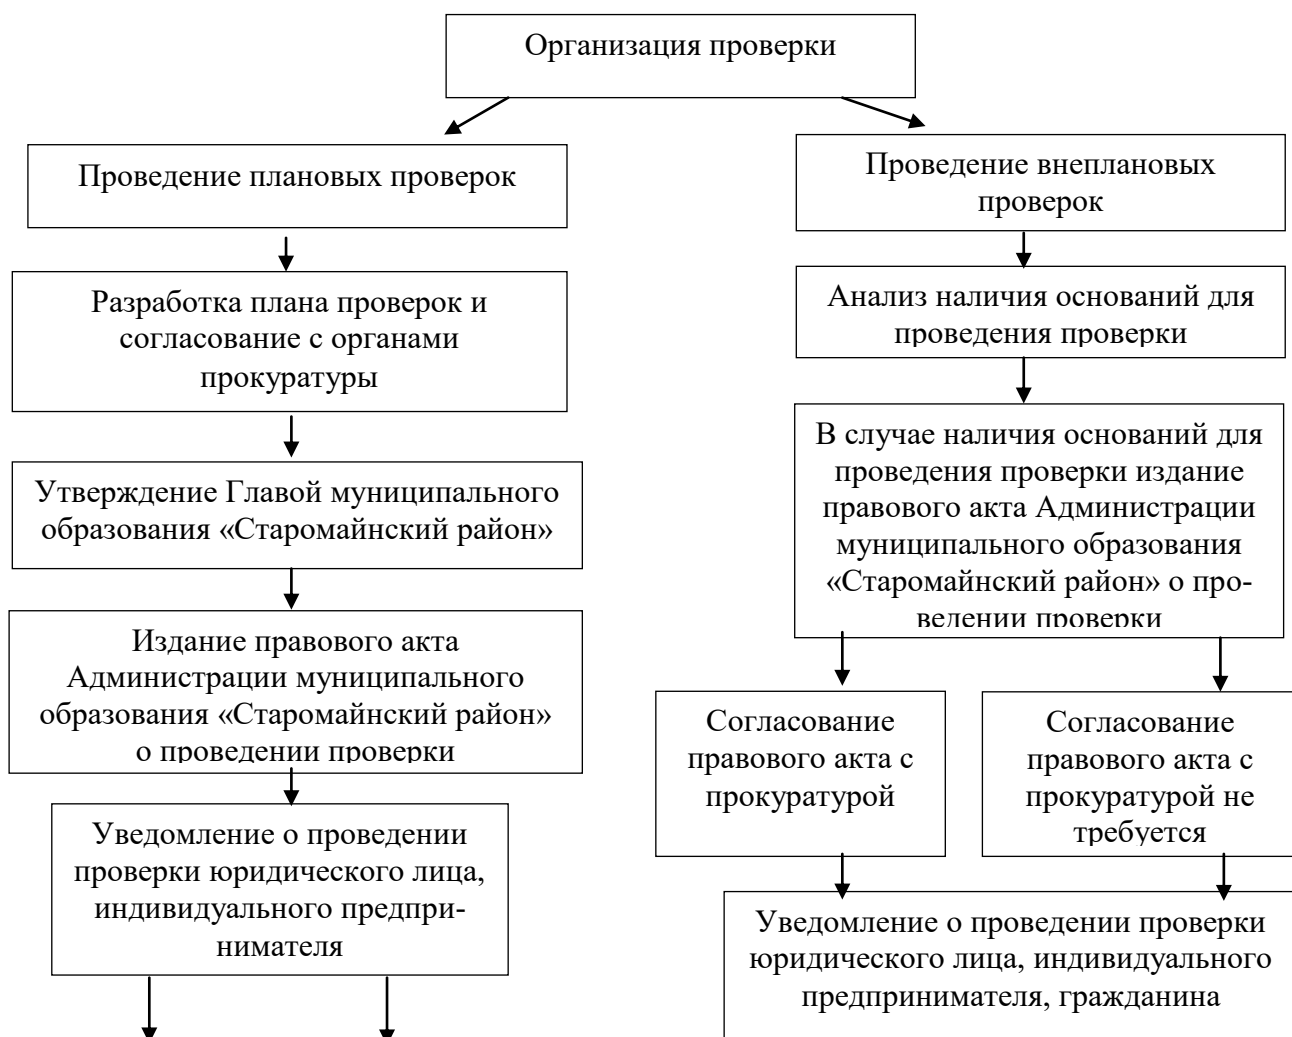 Организация проверки
Проведение плановых проверок
Разработка плана проверок и
согласование с органами
прокуратуры
Утверждение Главой муниципального
образования «Старомайнский район»
Издание правового акта
Администрации муниципального
образования «Старомайнский район»
о проведении проверки
Уведомление о проведении
проверки юридического лица,
индивидуального предпри-
нимателя
Проведение внеплановых
проверок
Анализ наличия оснований для
проведения проверки
В случае наличия оснований для
проведения проверки издание
правового акта Администрации
муниципального образования
«Старомайнский район» о про-
ведении проверки
Согласование
правового акта с
прокуратурой
Согласование
правового акта с
прокуратурой не
требуется
Уведомление о проведении проверки
юридического лица, индивидуального
предпринимателя, гражданина